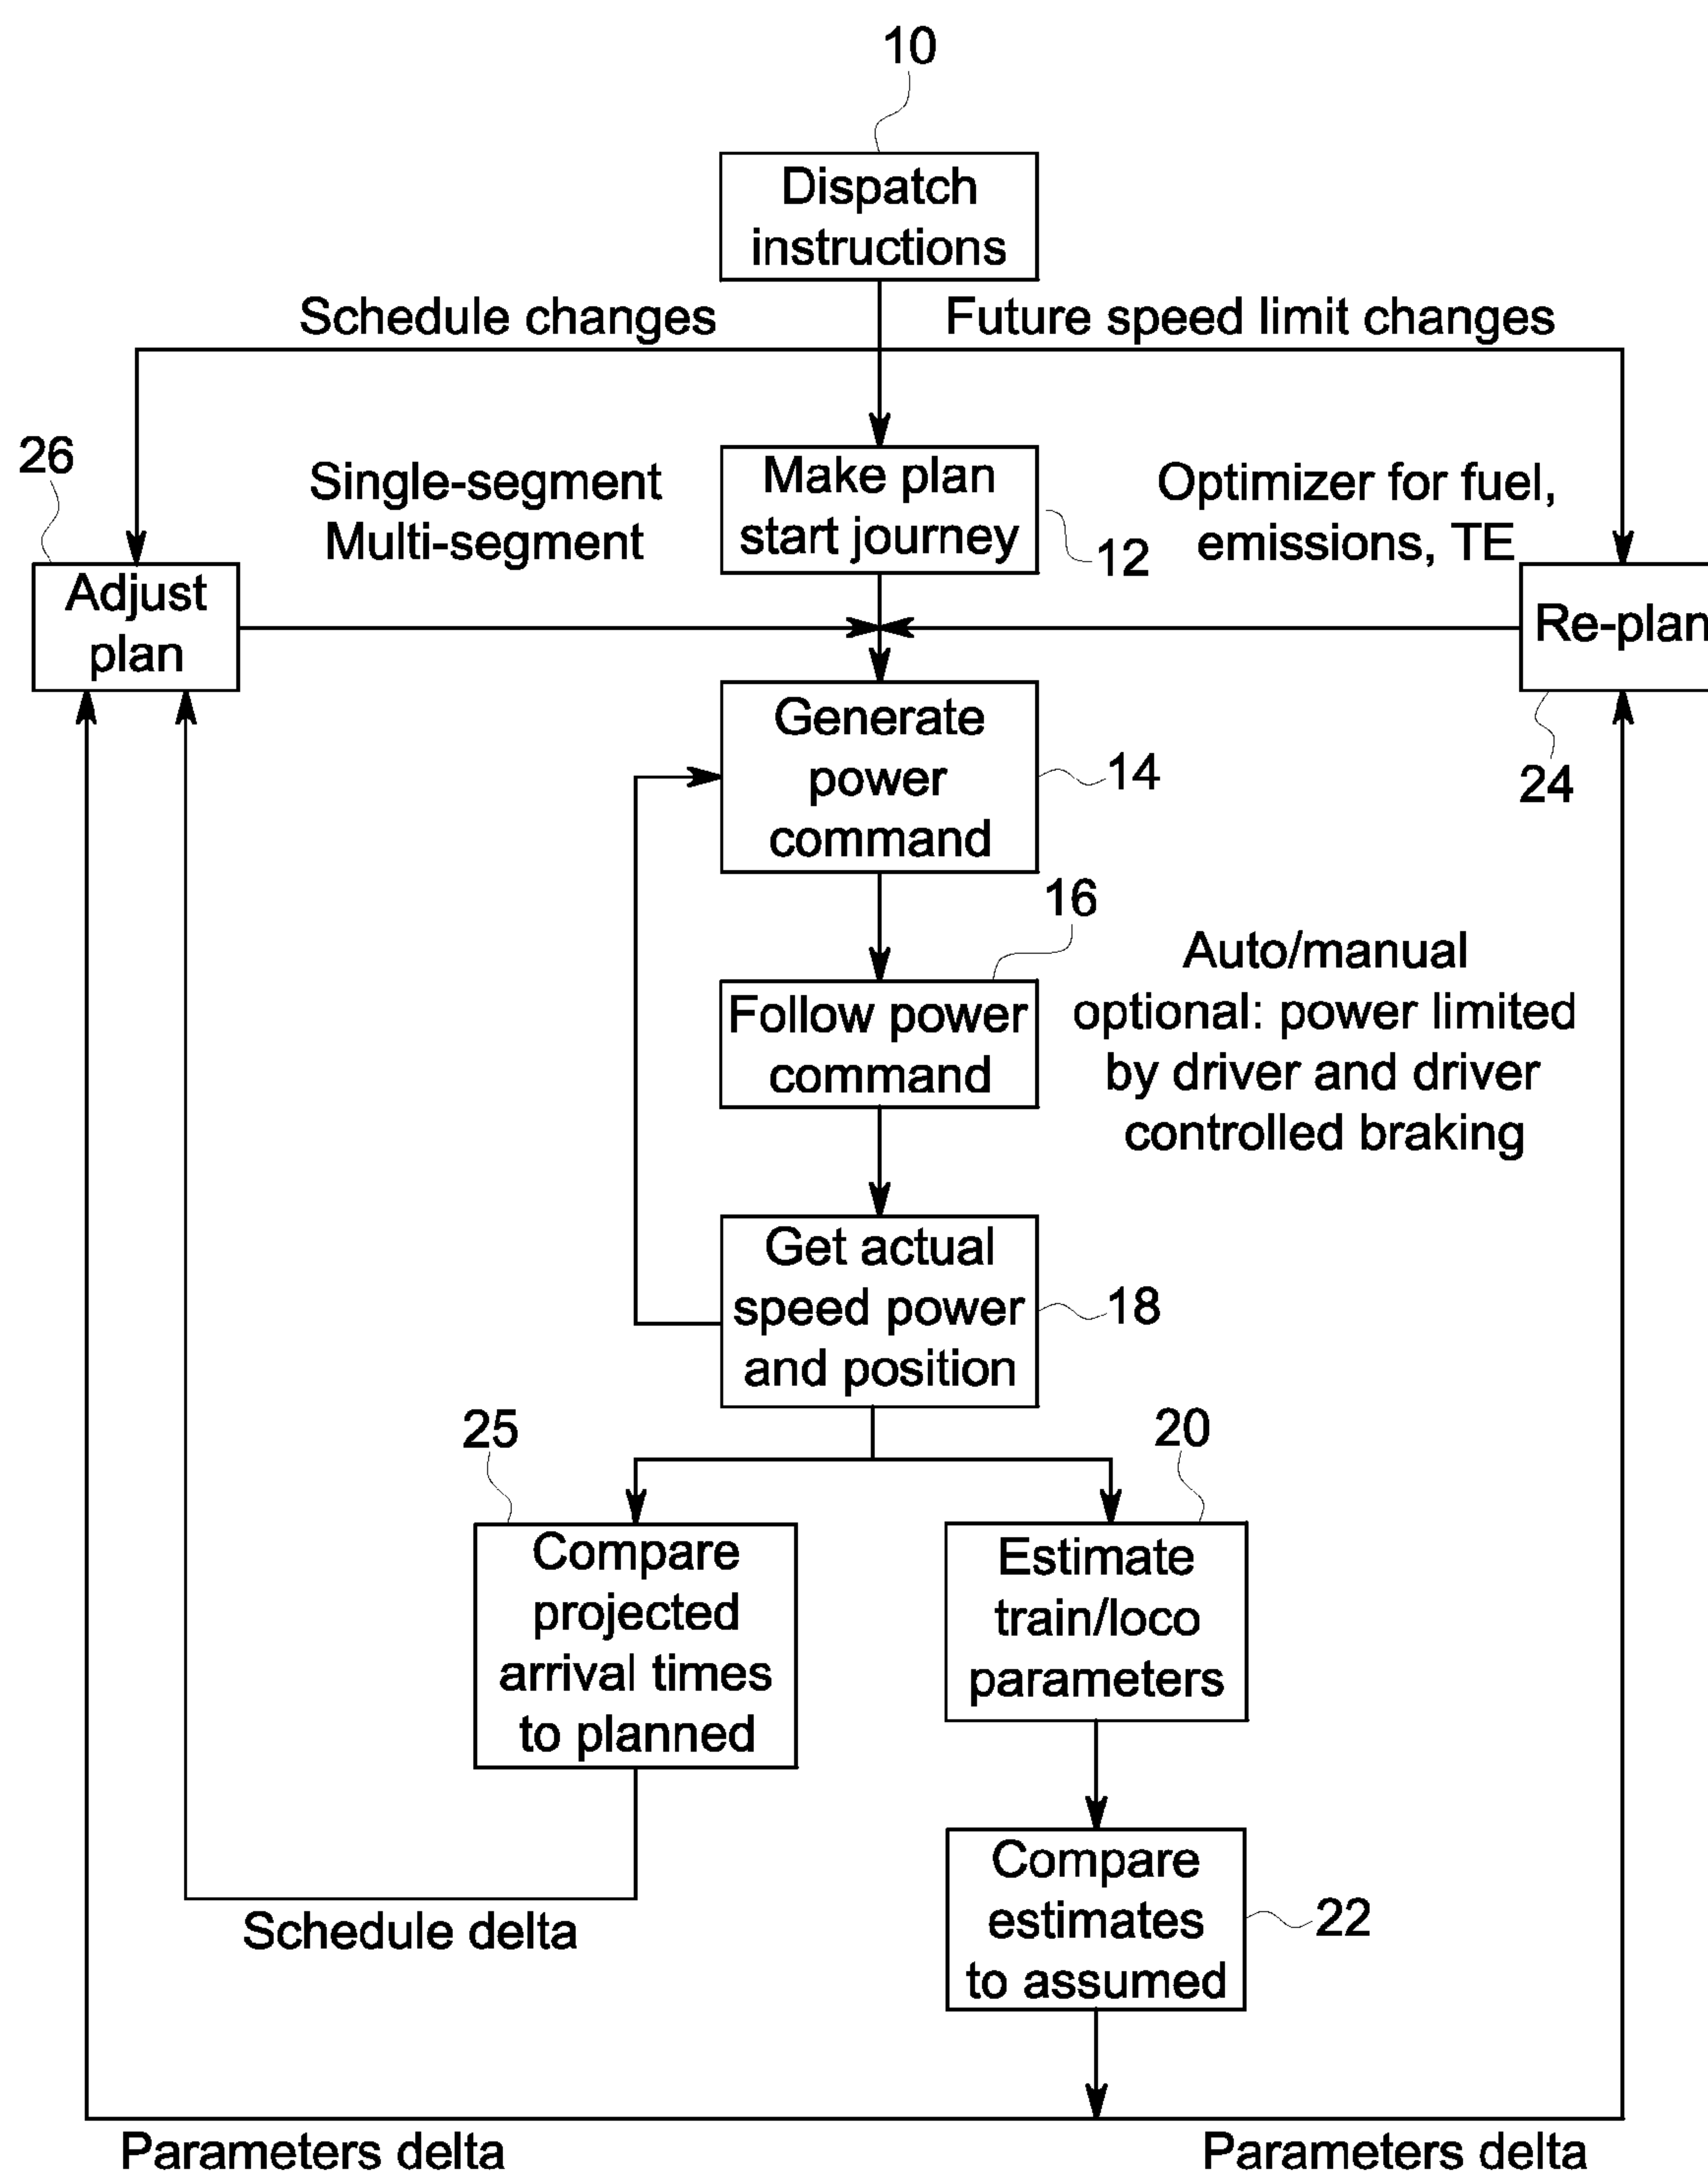 10
Dispatch
instructions
Schedule changes
Future speed limit changes
26
Single-segment
Multi-segment
Make plan
start journey
12
Optimizer for fuel,
emissions, TE
Adjust
plan
Re-plan
24
Generate
power
command
14
16
Follow power
command
Auto/manual
optional: power limited
by driver and driver
controlled braking
Get actual
speed power
and position
18
25
20
Compare
projected
arrival times
to planned
Estimate
train/loco
parameters
Schedule delta
Compare
estimates
to assumed
22
Parameters delta
Parameters delta